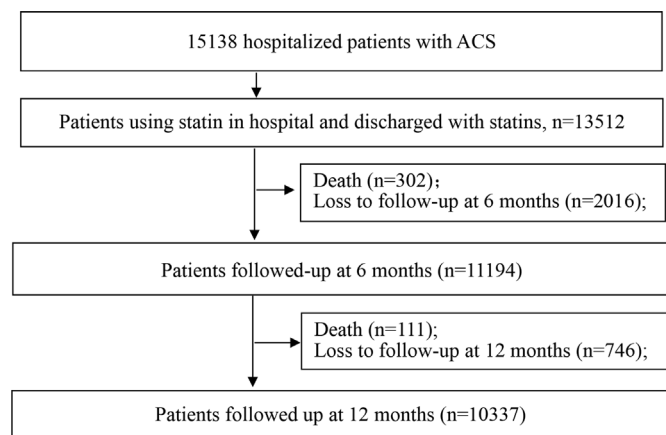 15138 hospitalized patients with ACS
Patients using statin in hospital and discharged with statins, n=13512
Death (n=302)；
Loss to follow-up at 6 months (n=2016);
Patients followed-up at 6 months (n=11194)
Death (n=111);
Loss to follow-up at 12 months (n=746);
Patients followed up at 12 months (n=10337)